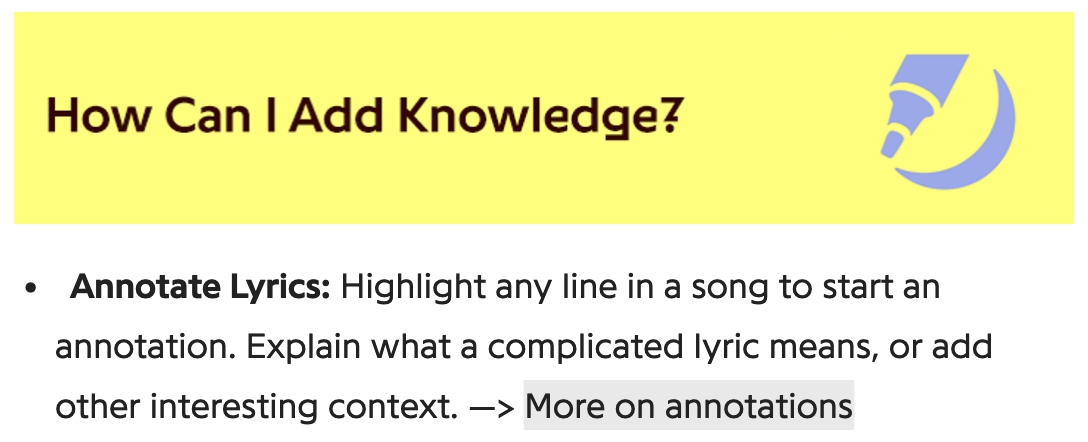 How Can I Add Knowledge?
• Annotate Lyrics: Highlight any line in a song to start an
annotation. Explain what a complicated lyric means, or add
other interesting context. —> More on annotations